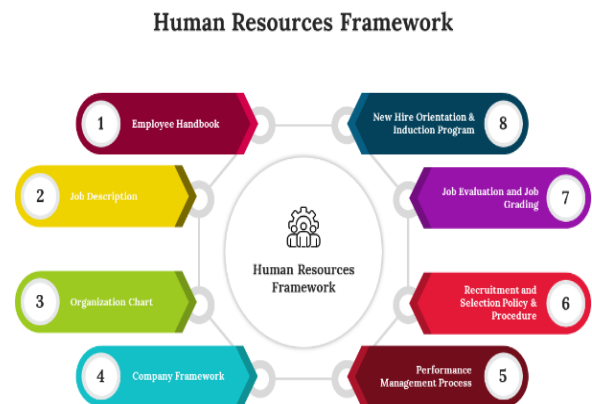 Human Resources Framework
1
Employee Handbook
2
Job Description
3
Organization Chart
4
Company Framework
Human Resources
Framework
New Hire Orientation &
Induction Program
8
Job Evaluation and Job
Grading
7
Recruitment and
Selection Policy &
Procedure
6
Performance
Management Process
5